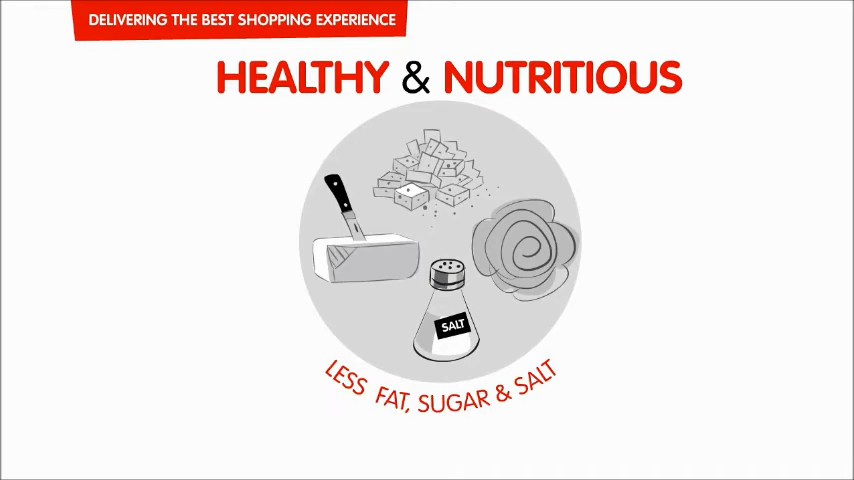 DELIVERING THE BEST SHOPPING EXPERIENCE
HEALTHY & NUTRITIOUS
SALT
LESS FAT, SUGAR & SALT